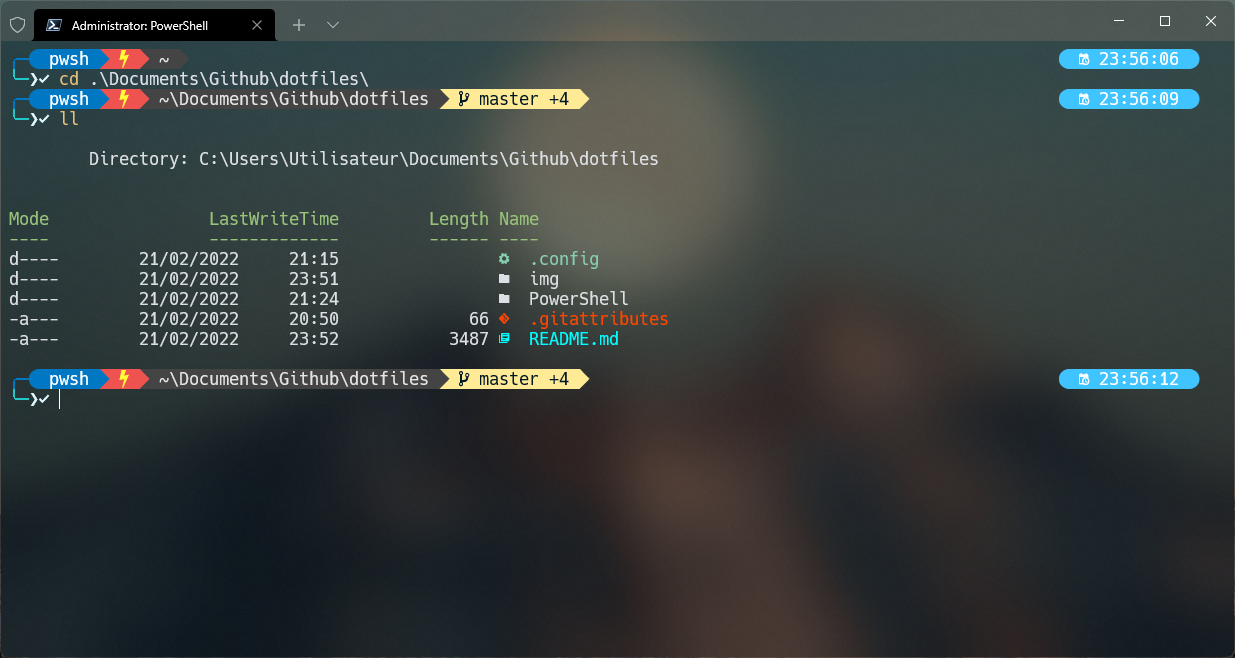 Administrator: PowerShell
pwsh ~ 23:56:06
cd .\Documents\Github\dotfiles\
pwsh ~\Documents\Github\dotfiles master +4 23:56:09
ll
Directory: C:\Users\Utilisateur\Documents\Github\dotfiles
Mode LastWriteTime Length Name
---- ------------- ------ ----
d---- 21/02/2022 21:15 .config
d---- 21/02/2022 23:51 img
d---- 21/02/2022 21:24 PowerShell
-a--- 21/02/2022 20:50 66 .gitattributes
-a--- 21/02/2022 23:52 3487 README.md
pwsh ~\Documents\Github\dotfiles master +4 23:56:12